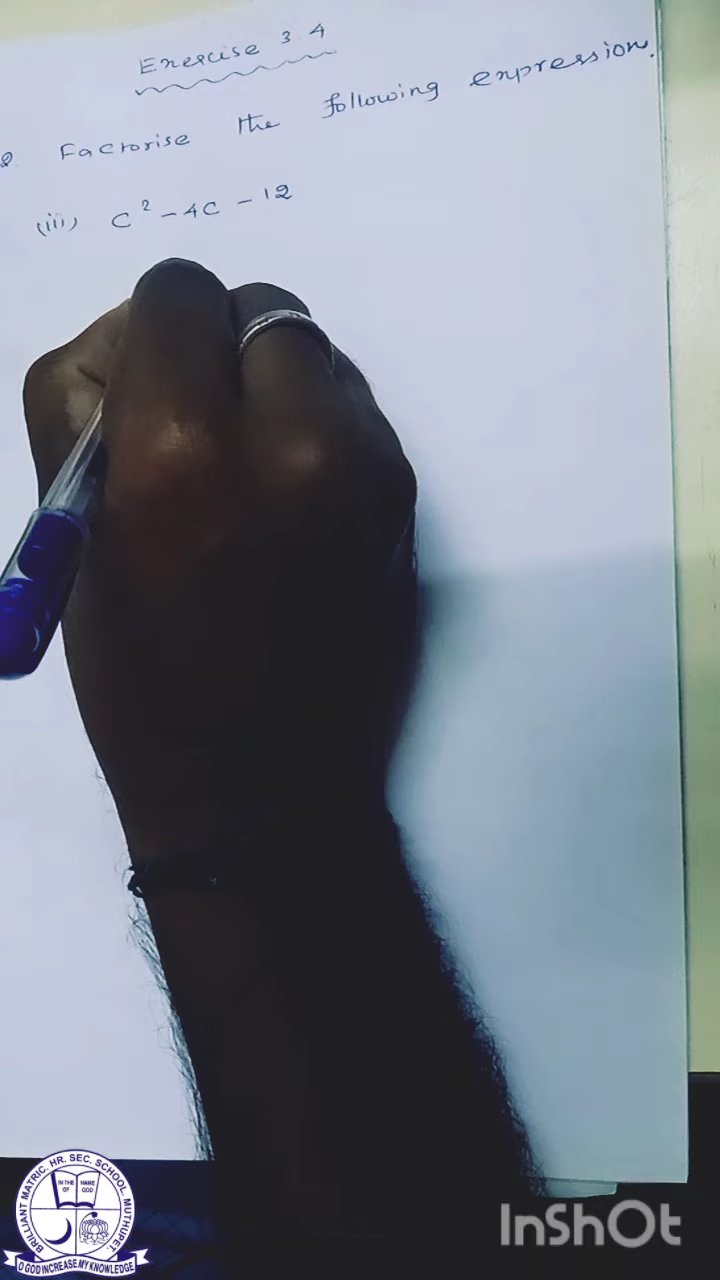 Exercise 3.4
2. Factorise the following expression.
(iii) c² - 4c - 12
BRILLIANT MATRIC. HR. SEC. SCHOOL, MUTHUPET.
IN THE NAME
OF GOD
O GOD INCREASE MY KNOWLEDGE
InShOt